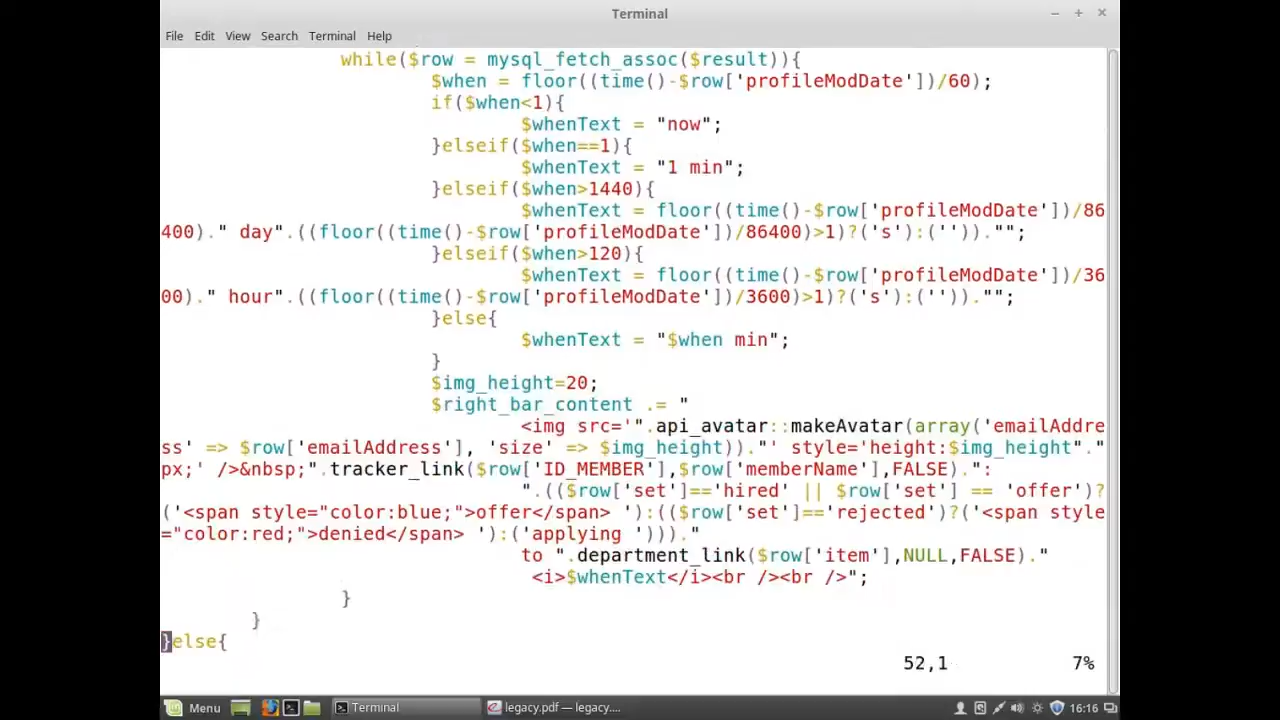 Terminal
File Edit View Search Terminal Help
while($row = mysql_fetch_assoc($result)){
$when = floor((time()-$row['profileModDate'])/60);
if($when<1){
$whenText = "now";
}elseif($when==1){
$whenText = "1 min";
}elseif($when>1440){
$whenText = floor((time()-$row['profileModDate'])/86
400)." day".((floor((time()-$row['profileModDate'])/86400)>1)?('s'):(''))."";
}elseif($when>120){
$whenText = floor((time()-$row['profileModDate'])/36
00)." hour".((floor((time()-$row['profileModDate'])/3600)>1)?('s'):(''))."";
}else{
$whenText = "$when min";
}
$img_height=20;
$right_bar_content .= "
<img src='".api_avatar::makeAvatar(array('emailAddre
ss' => $row['emailAddress'], 'size' => $img_height))."' style='height:$img_height"."
px;' />&nbsp;".tracker_link($row['ID_MEMBER'],$row['memberName'],FALSE).":
".(($row['set']=='hired' || $row['set'] == 'offer')?
('<span style="color:blue;">offer</span> '):(($row['set']=='rejected')?('<span style
="color:red;">denied</span> '):('applying ')))."
to ".department_link($row['item'],NULL,FALSE)."
<i>$whenText</i><br /><br />";
}
}
}else{
52,1 7%
Menu Terminal legacy.pdf — legacy.... 16:16